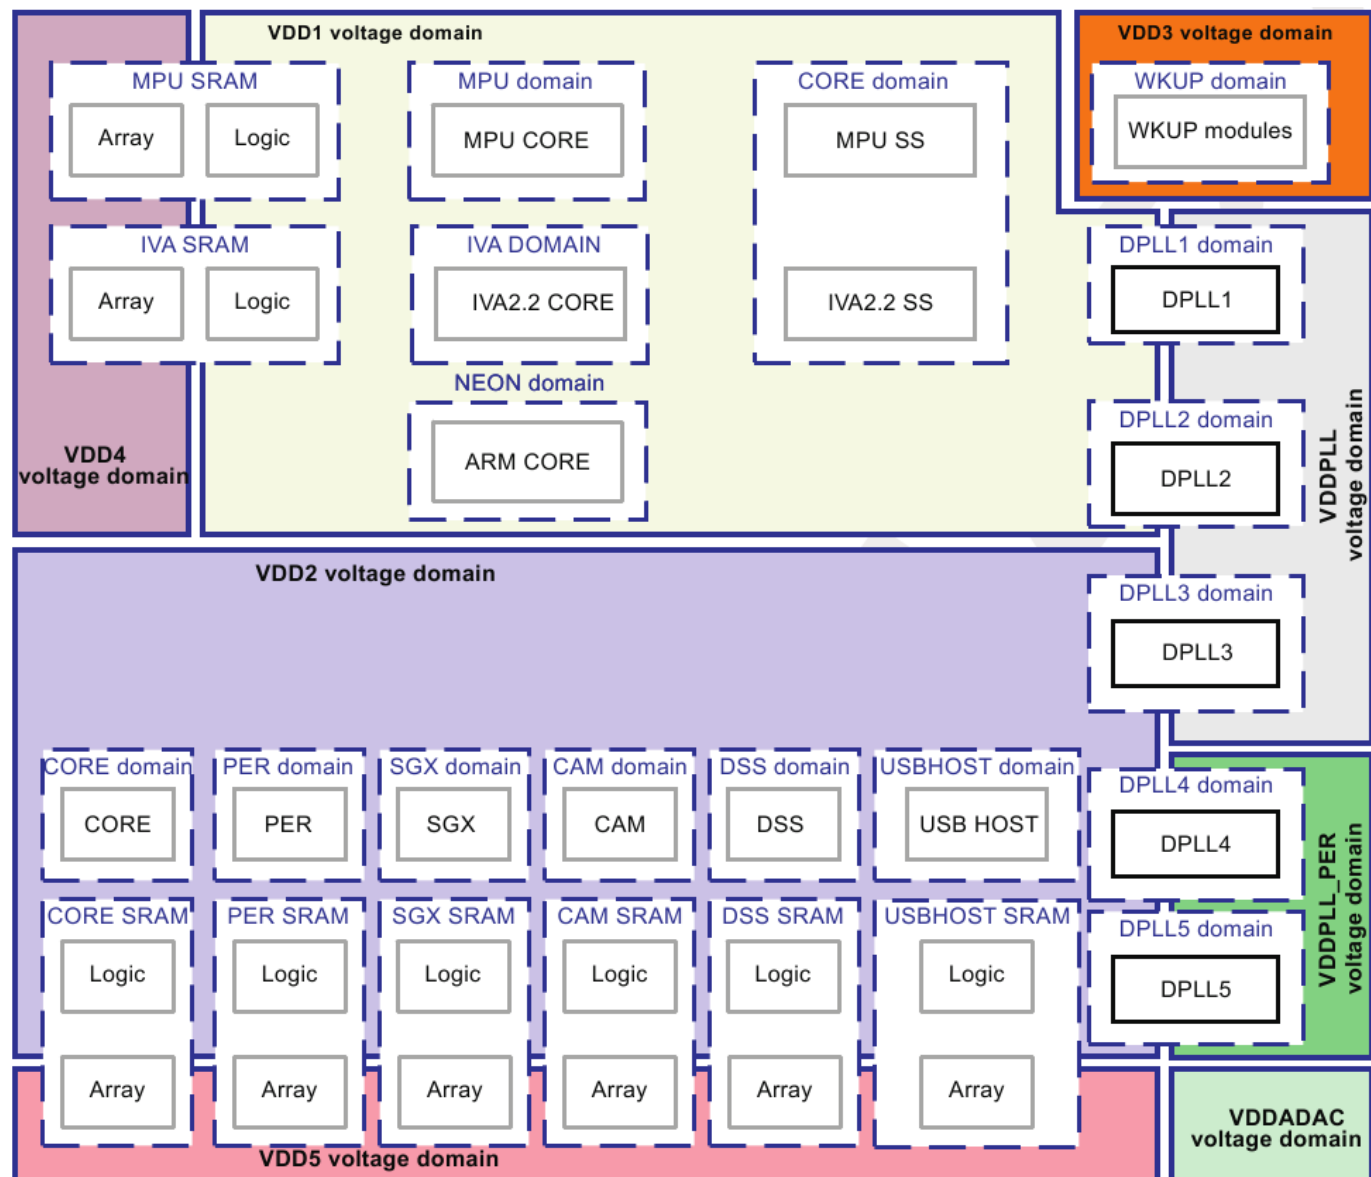 VDD1 voltage domain
VDD3 voltage domain
MPU SRAM
MPU domain
CORE domain
WKUP domain
Array
Logic
MPU CORE
MPU SS
WKUP modules
IVA SRAM
IVA DOMAIN
DPLL1 domain
Array
Logic
IVA2.2 CORE
IVA2.2 SS
DPLL1
NEON domain
ARM CORE
VDD4
voltage domain
DPLL2 domain
DPLL2
VDDPLL
voltage domain
VDD2 voltage domain
DPLL3 domain
DPLL3
CORE domain
PER domain
SGX domain
CAM domain
DSS domain
USBHOST domain
DPLL4 domain
CORE
PER
SGX
CAM
DSS
USB HOST
DPLL4
VDDPLL_PER
voltage domain
CORE SRAM
PER SRAM
SGX SRAM
CAM SRAM
DSS SRAM
USBHOST SRAM
DPLL5 domain
Logic
Logic
Logic
Logic
Logic
Logic
DPLL5
Array
Array
Array
Array
Array
Array
VDD5 voltage domain
VDDADAC
voltage domain